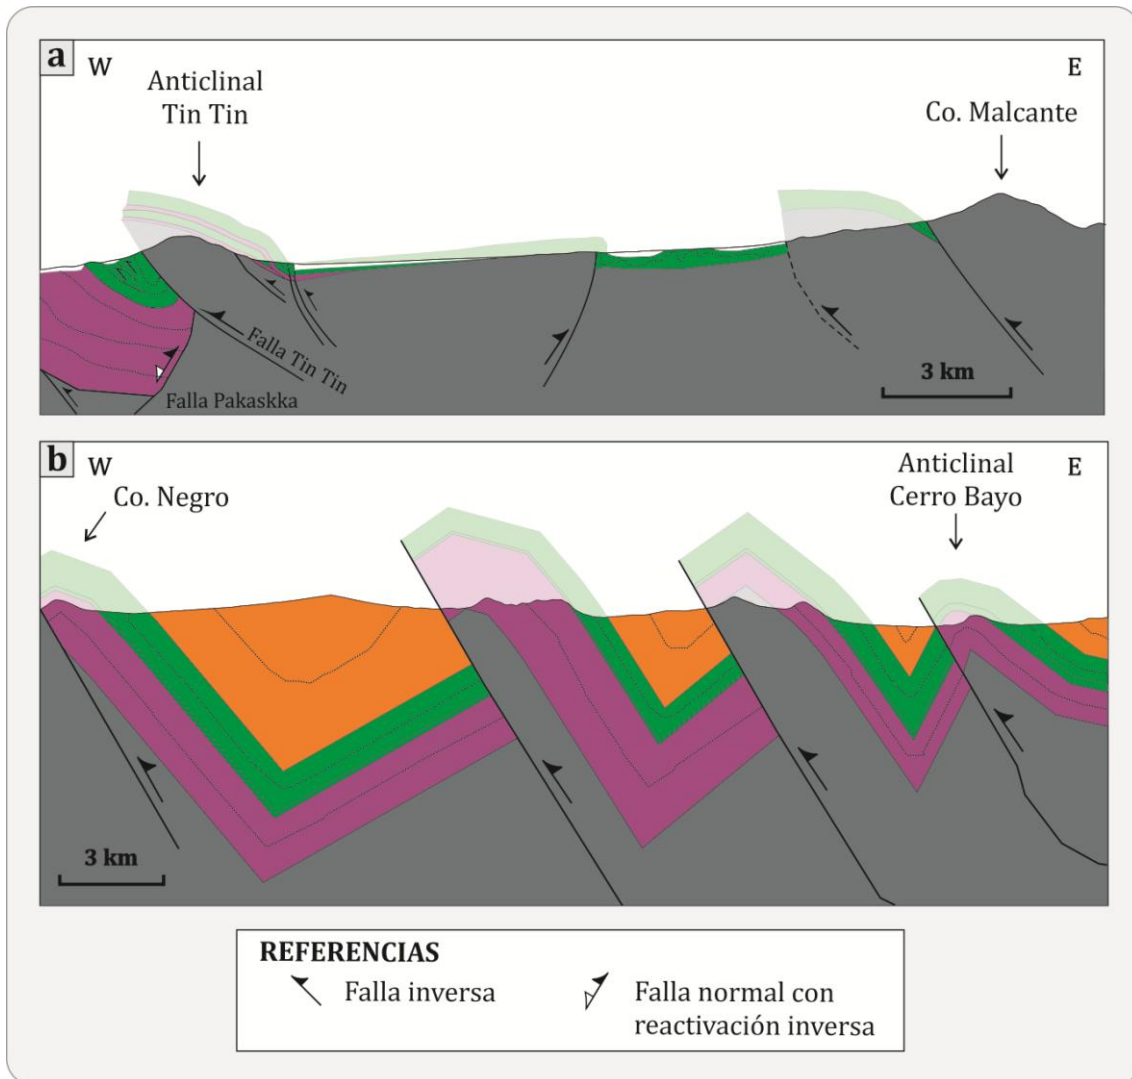 a
W
E
Anticlinal
Tin Tin
Co. Malcante
Falla Tin Tin
Falla Pakaskka
3 km
b
W
E
Co. Negro
Anticlinal
Cerro Bayo
3 km
REFERENCIAS
Falla inversa
Falla normal con
reactivación inversa